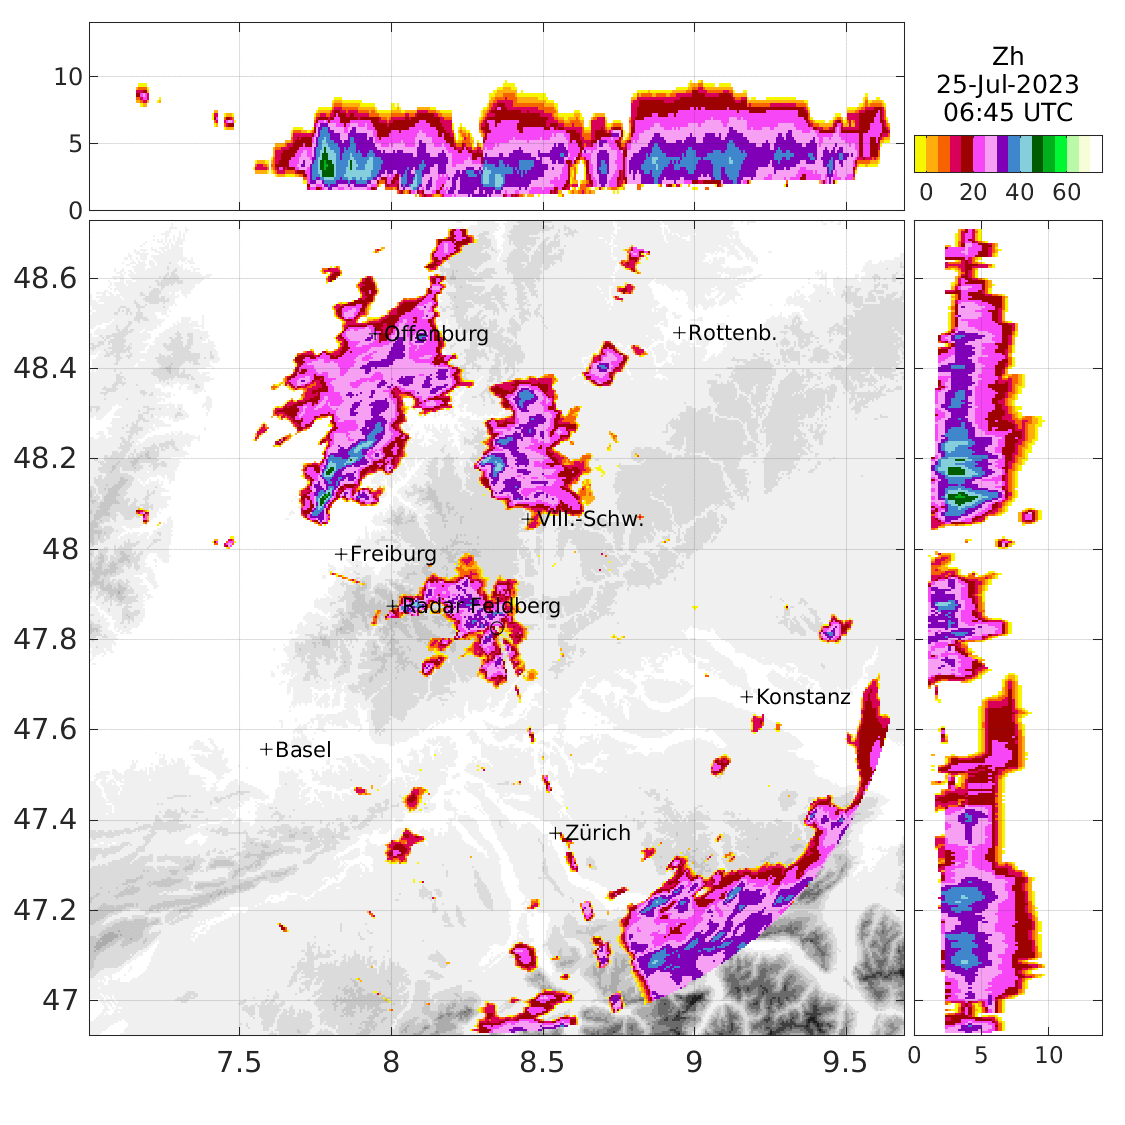 10
5
0
Zh
25-Jul-2023
06:45 UTC
0 20 40 60
48.6
48.4
48.2
48
47.8
47.6
47.4
47.2
47
Offenburg
Rottenb.
Vill.-Schw.
Freiburg
Radar Feldberg
Konstanz
Basel
Zürich
7.5 8 8.5 9 9.5
0 5 10